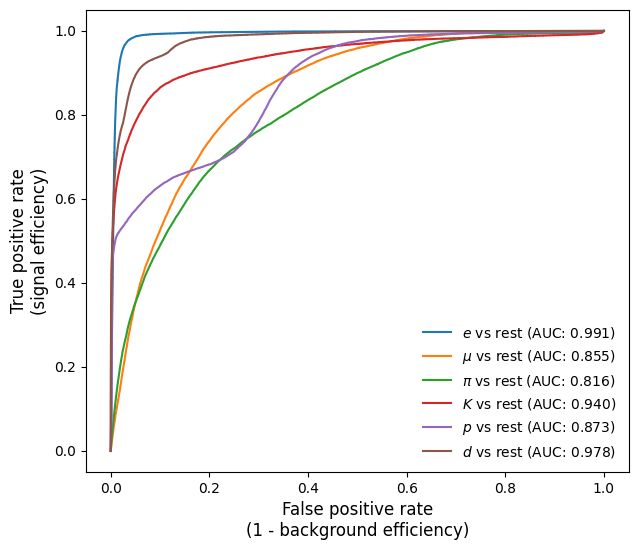 True positive rate
(signal efficiency)
1.0
0.8
0.6
0.4
0.2
0.0
e vs rest (AUC: 0.991)
μ vs rest (AUC: 0.855)
π vs rest (AUC: 0.816)
K vs rest (AUC: 0.940)
p vs rest (AUC: 0.873)
d vs rest (AUC: 0.978)
0.0 0.2 0.4 0.6 0.8 1.0
False positive rate
(1 - background efficiency)